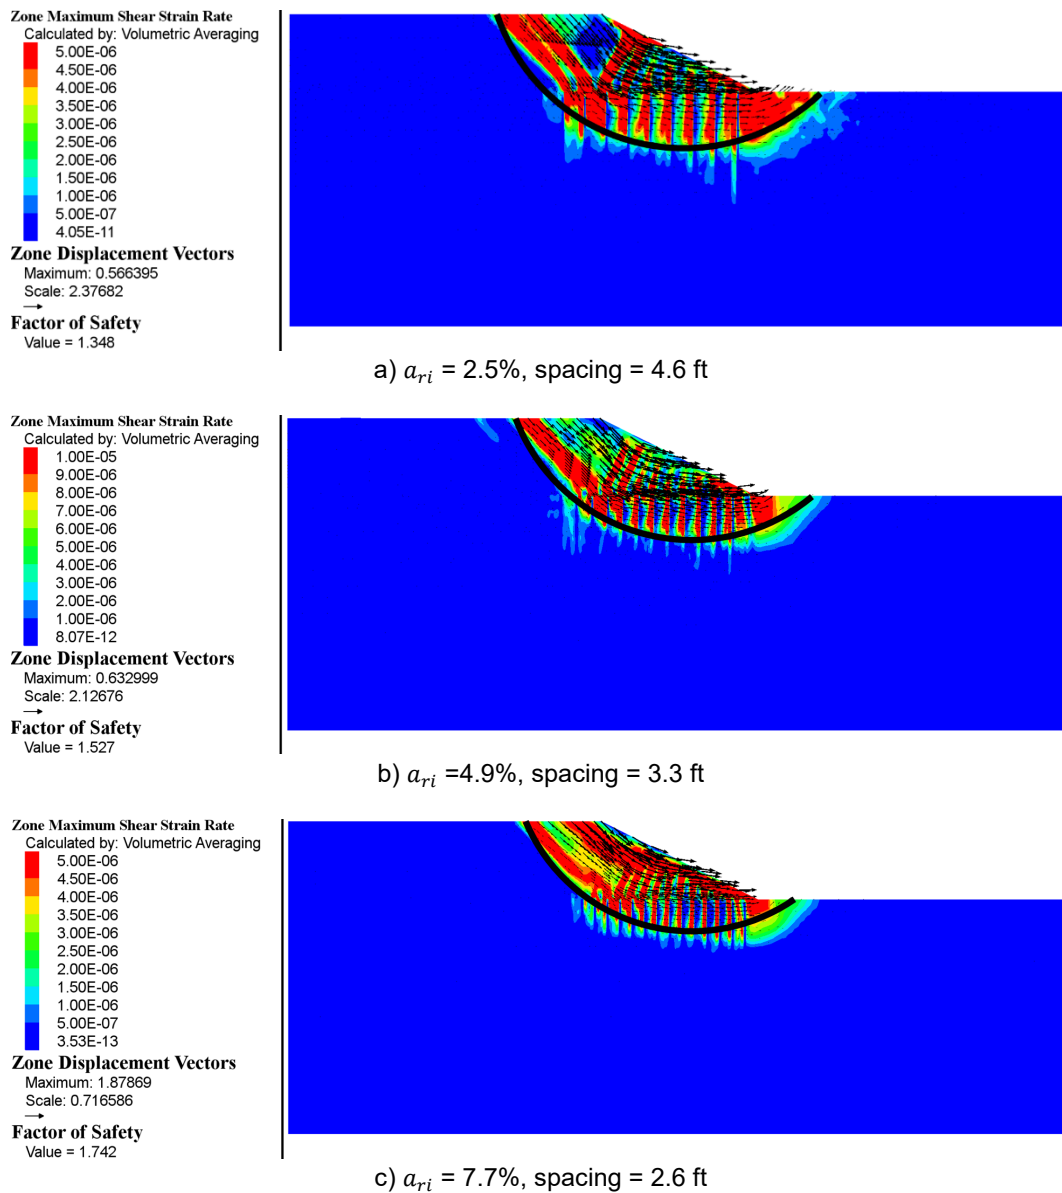 Zone Maximum Shear Strain Rate
Calculated by: Volumetric Averaging
5.00E-06
4.50E-06
4.00E-06
3.50E-06
3.00E-06
2.50E-06
2.00E-06
1.50E-06
1.00E-06
5.00E-07
4.05E-11
Zone Displacement Vectors
Maximum: 0.566395
Scale: 2.37682
Factor of Safety
Value = 1.348
a) a_ri = 2.5%, spacing = 4.6 ft
Zone Maximum Shear Strain Rate
Calculated by: Volumetric Averaging
1.00E-05
9.00E-06
8.00E-06
7.00E-06
6.00E-06
5.00E-06
4.00E-06
3.00E-06
2.00E-06
1.00E-06
8.07E-12
Zone Displacement Vectors
Maximum: 0.632999
Scale: 2.12676
Factor of Safety
Value = 1.527
b) a_ri =4.9%, spacing = 3.3 ft
Zone Maximum Shear Strain Rate
Calculated by: Volumetric Averaging
5.00E-06
4.50E-06
4.00E-06
3.50E-06
3.00E-06
2.50E-06
2.00E-06
1.50E-06
1.00E-06
5.00E-07
3.53E-13
Zone Displacement Vectors
Maximum: 1.87869
Scale: 0.716586
Factor of Safety
Value = 1.742
c) a_ri = 7.7%, spacing = 2.6 ft